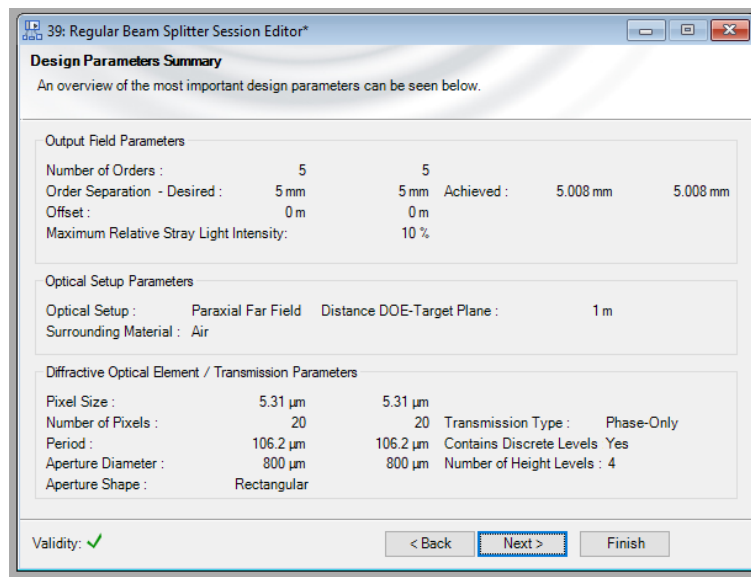 39: Regular Beam Splitter Session Editor*
Design Parameters Summary
An overview of the most important design parameters can be seen below.
Output Field Parameters
Number of Orders : 5 5
Order Separation - Desired : 5 mm 5 mm Achieved : 5.008 mm 5.008 mm
Offset : 0 m 0 m
Maximum Relative Stray Light Intensity: 10 %
Optical Setup Parameters
Optical Setup : Paraxial Far Field Distance DOE-Target Plane : 1 m
Surrounding Material : Air
Diffractive Optical Element / Transmission Parameters
Pixel Size : 5.31 µm 5.31 µm
Number of Pixels : 20 20 Transmission Type : Phase-Only
Period : 106.2 µm 106.2 µm Contains Discrete Levels Yes
Aperture Diameter : 800 µm 800 µm Number of Height Levels : 4
Aperture Shape : Rectangular
Validity: ✓ < Back Next > Finish